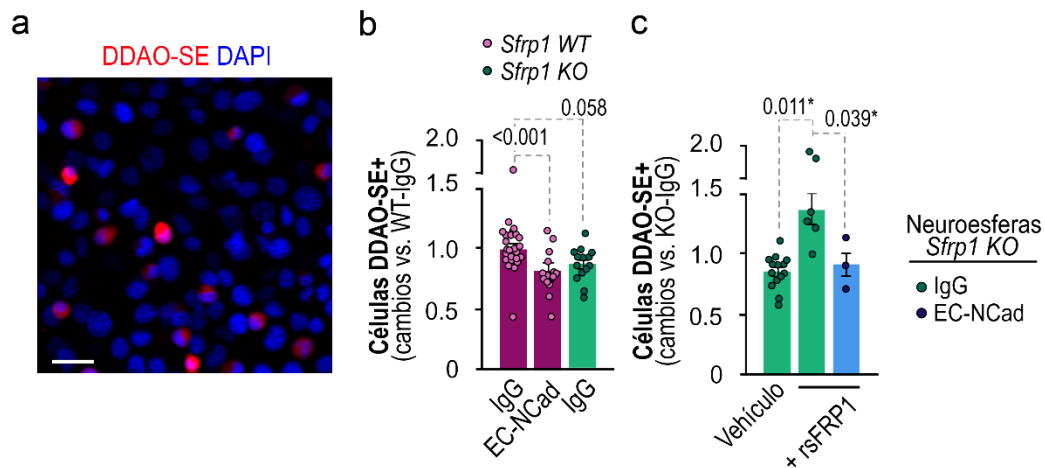 a
DDAO-SE DAPI
b
Sfrp1 WT
Sfrp1 KO
Células DDAO-SE+
(cambios vs. WT-IgG)
2.0
1.5
1.0
0.5
0
0.058
<0.001
IgG
EC-NCad
IgG
c
Células DDAO-SE+
(cambios vs. KO-IgG)
2.0
1.5
1.0
0.5
0
0.011*
0.039*
Vehículo
+ rsFRP1
Neuroesferas
Sfrp1 KO
IgG
EC-NCad